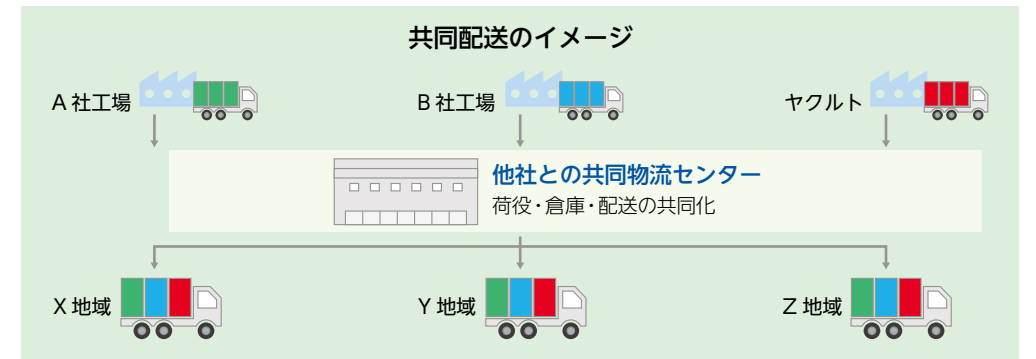 共同配送のイメージ
A 社工場
B 社工場
ヤクルト
他社との共同物流センター
荷役・倉庫・配送の共同化
X 地域
Y 地域
Z 地域